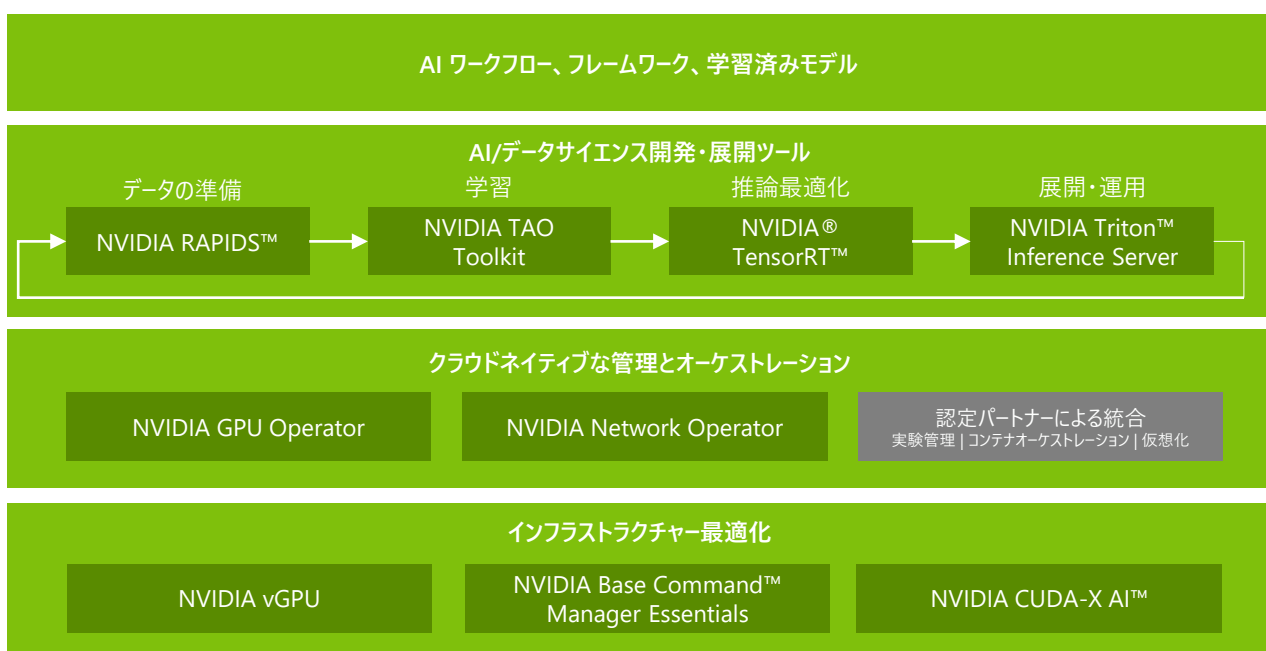 AI ワークフロー、フレームワーク、学習済みモデル
AI/データサイエンス開発・展開ツール
データの準備
学習
推論最適化
展開・運用
NVIDIA RAPIDS™
NVIDIA TAO
Toolkit
NVIDIA®
TensorRT™
NVIDIA Triton™
Inference Server
クラウドネイティブな管理とオーケストレーション
NVIDIA GPU Operator
NVIDIA Network Operator
認定パートナーによる統合
実験管理 | コンテナオーケストレーション | 仮想化
インフラストラクチャー最適化
NVIDIA vGPU
NVIDIA Base Command™
Manager Essentials
NVIDIA CUDA-X AI™